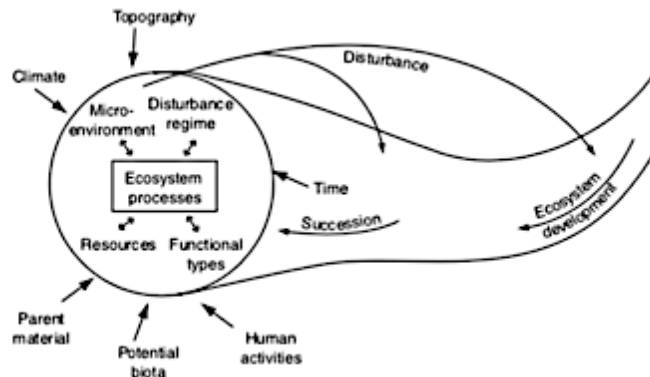 Topography
Climate
Disturbance
Micro-
environment
Disturbance
regime
Ecosystem
processes
Time
Resources
Functional
types
Succession
Ecosystem
development
Parent
material
Potential
biota
Human
activities